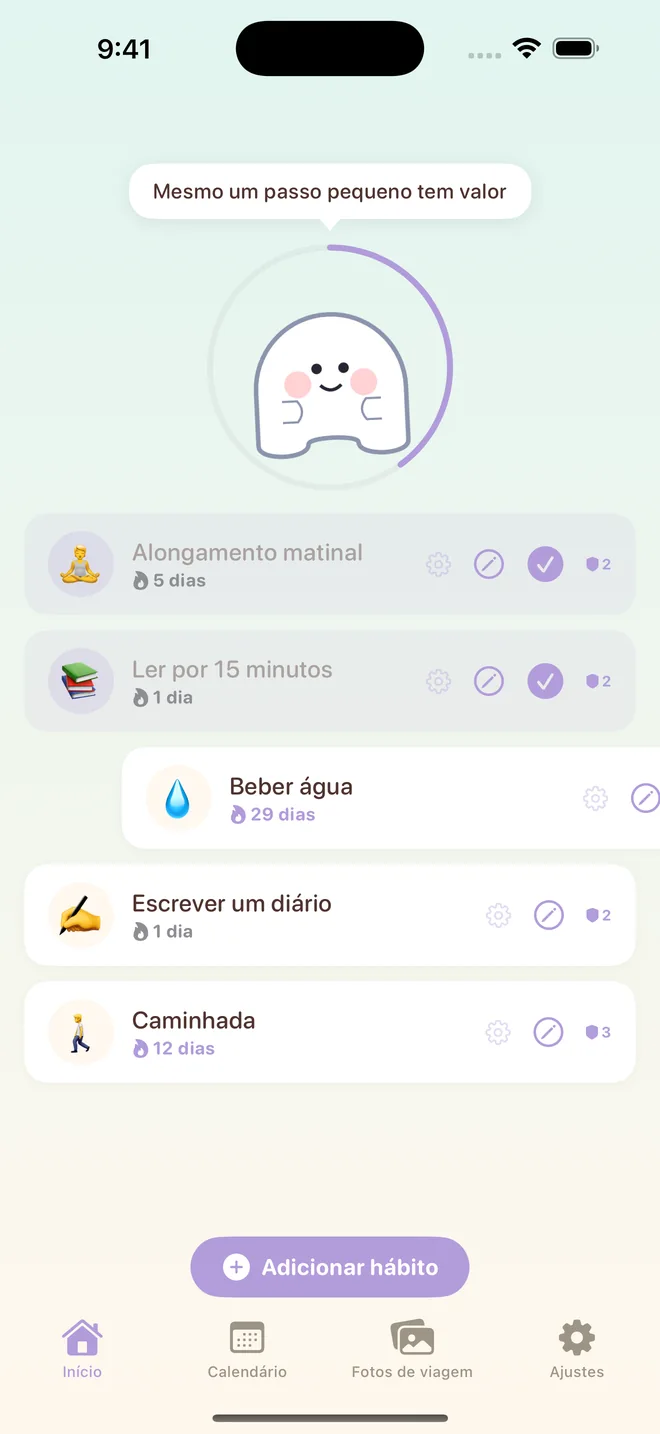 9:41
Mesmo um passo pequeno tem valor
Alongamento matinal
5 dias
2
Ler por 15 minutos
1 dia
2
Beber água
29 dias
Escrever um diário
1 dia
2
Caminhada
12 dias
3
Adicionar hábito
Início
Calendário
Fotos de viagem
Ajustes